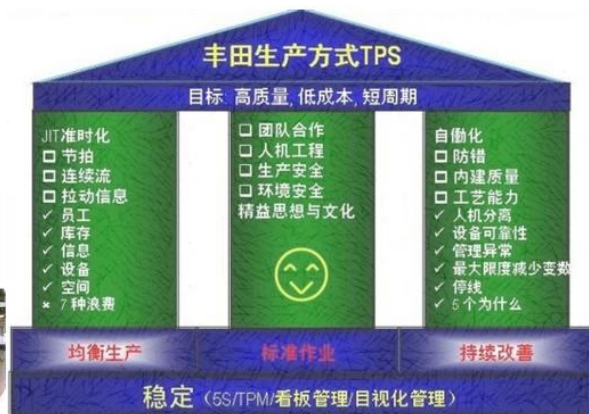 丰田生产方式TPS
目标: 高质量, 低成本, 短周期
JIT准时化
□ 节拍
□ 连续流
□ 拉动信息
✓ 员工
✓ 库存
✓ 信息
✓ 设备
✓ 空间
× 7 种浪费
□ 团队合作
□ 人机工程
□ 生产安全
□ 环境安全
精益思想与文化
自働化
□ 防错
□ 内建质量
□ 工艺能力
✓ 人机分离
✓ 设备可靠性
✓ 管理异常
✓ 最大限度减少变数
✓ 停线
✓ 5 个为什么
均衡生产
标准作业
持续改善
稳定（5S/TPM/看板管理/目视化管理）